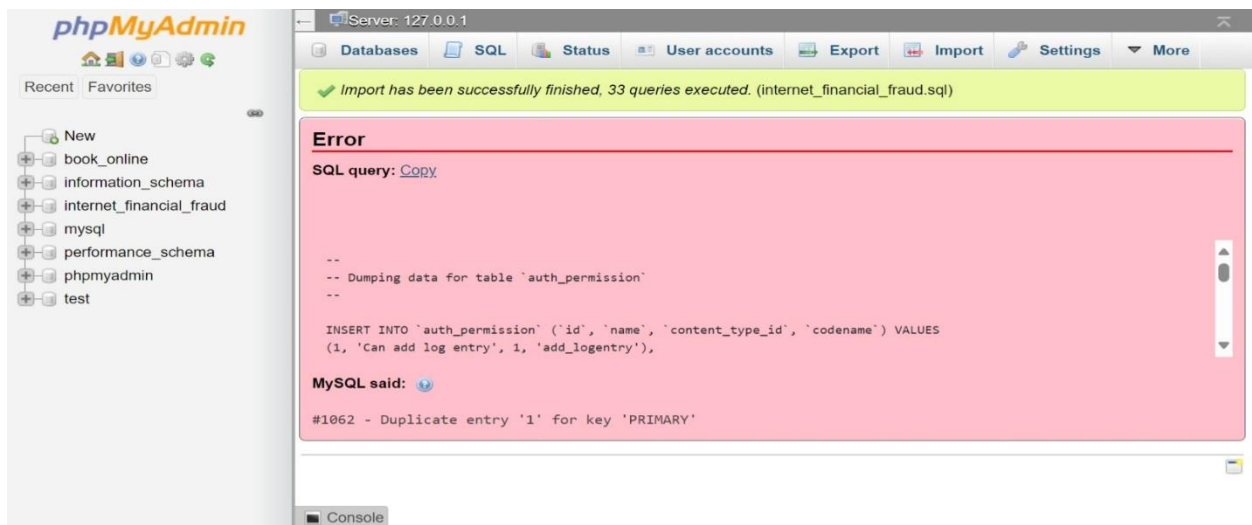 phpMyAdmin
Recent Favorites
New
book_online
information_schema
internet_financial_fraud
mysql
performance_schema
phpmyadmin
test
Server: 127.0.0.1
Databases SQL Status User accounts Export Import Settings More
Import has been successfully finished, 33 queries executed. (internet_financial_fraud.sql)
Error
SQL query: Copy
--
-- Dumping data for table `auth_permission`
--
INSERT INTO `auth_permission` (`id`, `name`, `content_type_id`, `codename`) VALUES
(1, 'Can add log entry', 1, 'add_logentry'),
MySQL said:
#1062 - Duplicate entry '1' for key 'PRIMARY'
Console